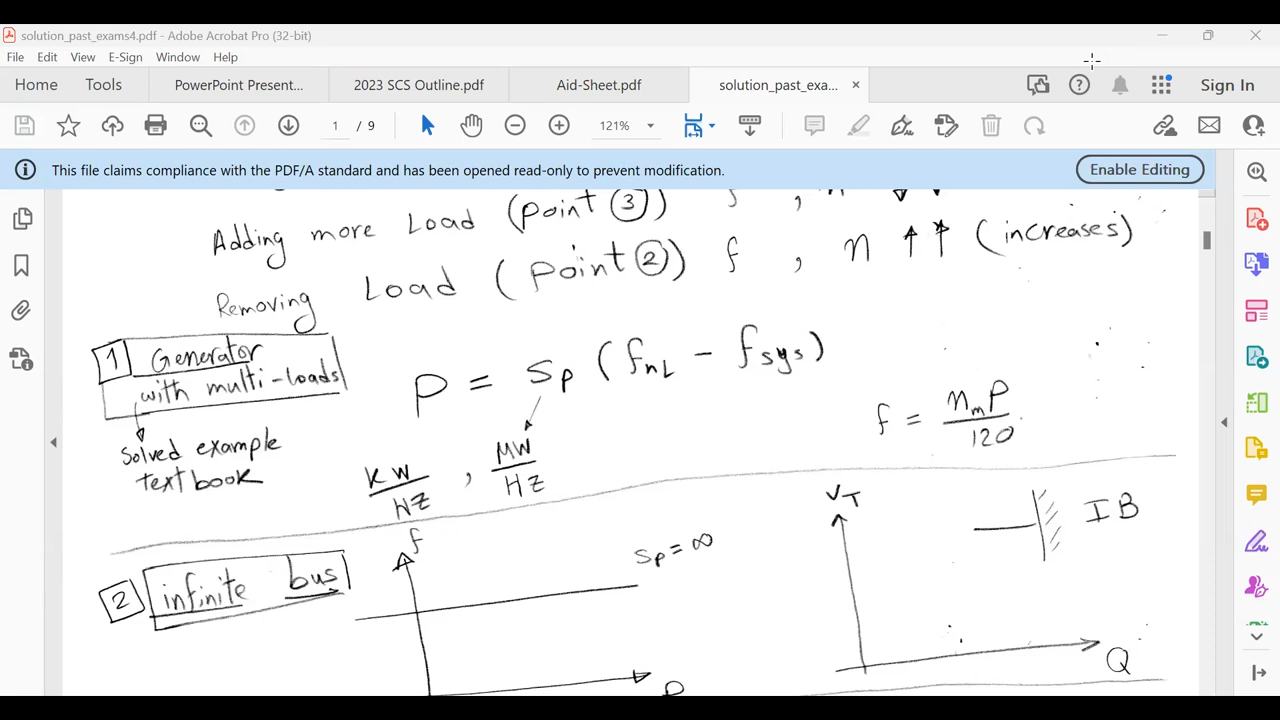 solution_past_exams4.pdf - Adobe Acrobat Pro (32-bit)
File Edit View E-Sign Window Help
Home Tools PowerPoint Present... 2023 SCS Outline.pdf Aid-Sheet.pdf solution_past_exa... × Sign In
1 / 9 121%
This file claims compliance with the PDF/A standard and has been opened read-only to prevent modification. Enable Editing
Adding more Load (point ③) f , n ↓ ↓
Removing Load (point ②) f , n ↑ ↑ (increases)
1 Generator
with multi-loads
Solved example
textbook
P = Sp (fnL - fsys)
KW/HZ , MW/HZ
f = nmP/120
2 infinite bus
f
Sp = ∞
P
VT
IB
Q